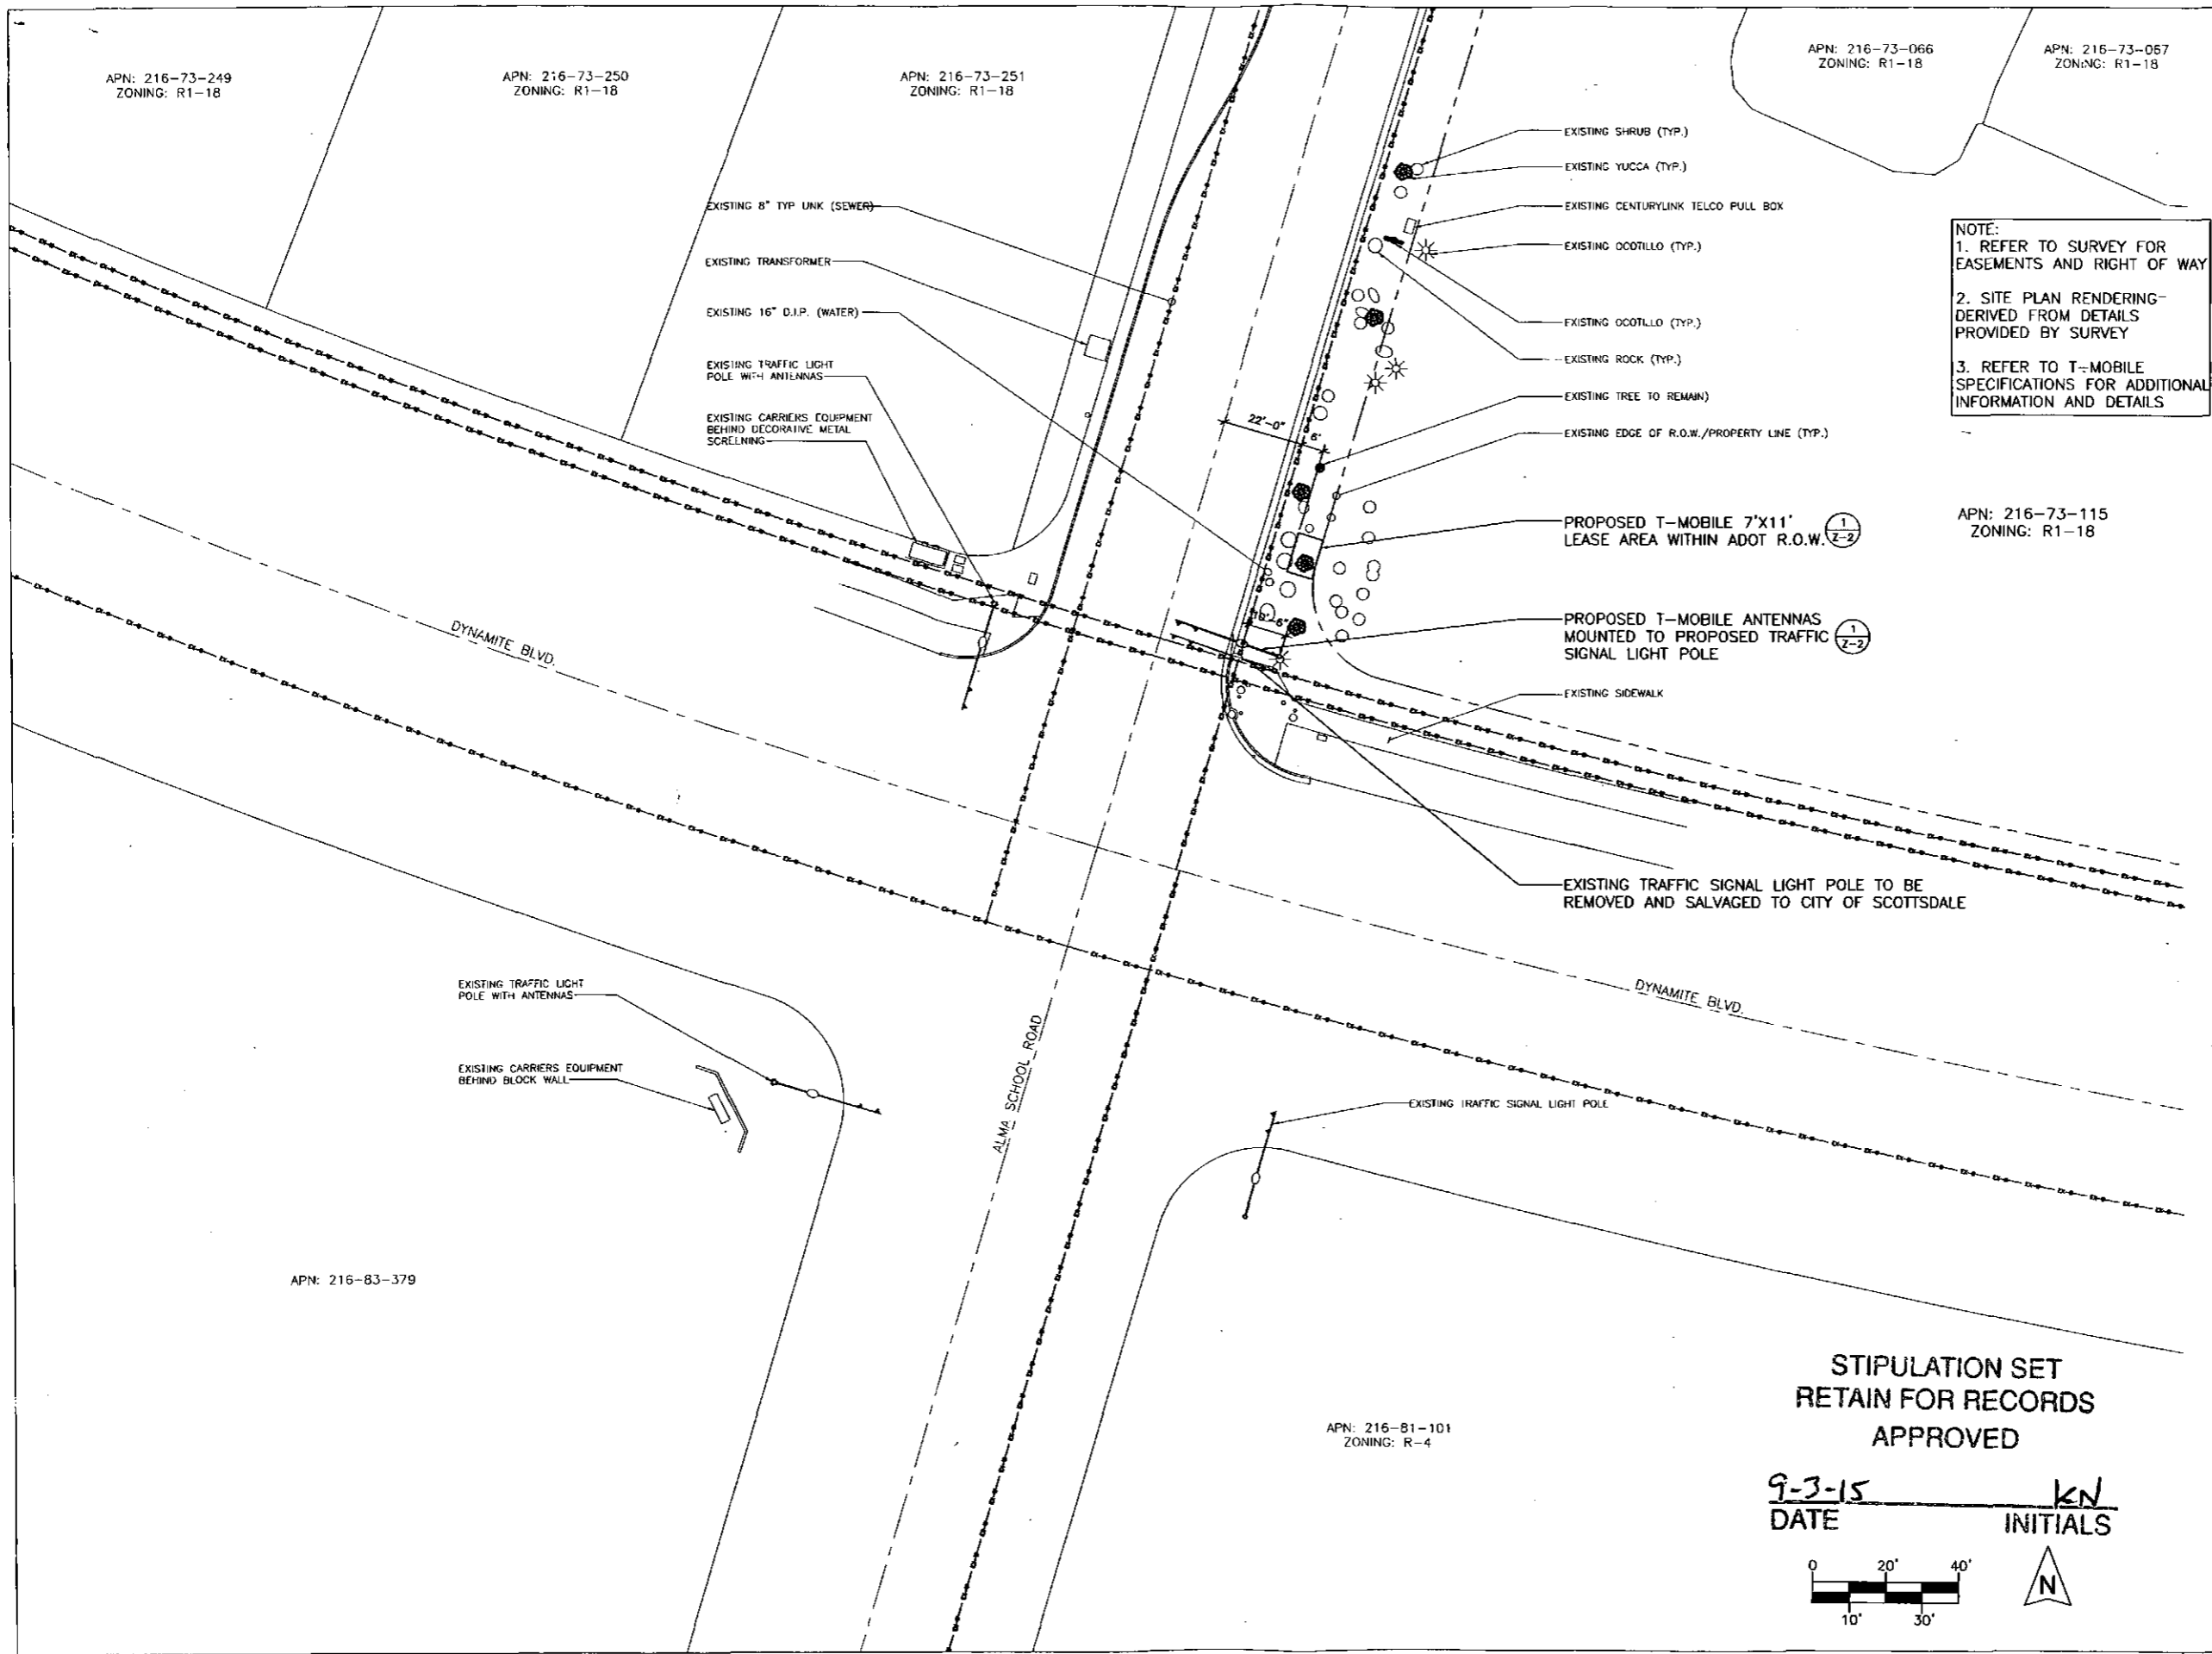 APN: 216-73-249
ZONING: R1-18
APN: 216-73-250
ZONING: R1-18
APN: 216-73-251
ZONING: R1-18
APN: 216-73-066
ZONING: R1-18
APN: 216-73-067
ZONING: R1-18
EXISTING SHRUB (TYP.)
EXISTING YUCCA (TYP.)
EXISTING CENTURYLINK TELCO PULL BOX
EXISTING OCOTILLO (TYP.)
EXISTING OCOTILLO (TYP.)
EXISTING ROCK (TYP.)
EXISTING TREE TO REMAIN)
EXISTING EDGE OF R.O.W./PROPERTY LINE (TYP.)
NOTE:
1. REFER TO SURVEY FOR
EASEMENTS AND RIGHT OF WAY
2. SITE PLAN RENDERING-
DERIVED FROM DETAILS
PROVIDED BY SURVEY
3. REFER TO T-MOBILE
SPECIFICATIONS FOR ADDITIONAL
INFORMATION AND DETAILS
EXISTING 8" TYP UNK (SEWER)
EXISTING TRANSFORMER
EXISTING 16" D.I.P. (WATER)
EXISTING TRAFFIC LIGHT
POLE WITH ANTENNAS
EXISTING CARRIERS EQUIPMENT
BEHIND DECORATIVE METAL
SCREENING
22'-0"
6'
PROPOSED T-MOBILE 7'X11'
LEASE AREA WITHIN ADOT R.O.W.
1
Z-2
APN: 216-73-115
ZONING: R1-18
PROPOSED T-MOBILE ANTENNAS
MOUNTED TO PROPOSED TRAFFIC
SIGNAL LIGHT POLE
1
Z-2
EXISTING SIDEWALK
DYNAMITE BLVD.
EXISTING TRAFFIC SIGNAL LIGHT POLE TO BE
REMOVED AND SALVAGED TO CITY OF SCOTTSDALE
DYNAMITE BLVD.
EXISTING TRAFFIC LIGHT
POLE WITH ANTENNAS
EXISTING CARRIERS EQUIPMENT
BEHIND BLOCK WALL
ALMA SCHOOL ROAD
EXISTING TRAFFIC SIGNAL LIGHT POLE
APN: 216-83-379
APN: 216-81-101
ZONING: R-4
STIPULATION SET
RETAIN FOR RECORDS
APPROVED
9-3-15 KN
DATE INITIALS
0 20' 40'
10' 30'
N